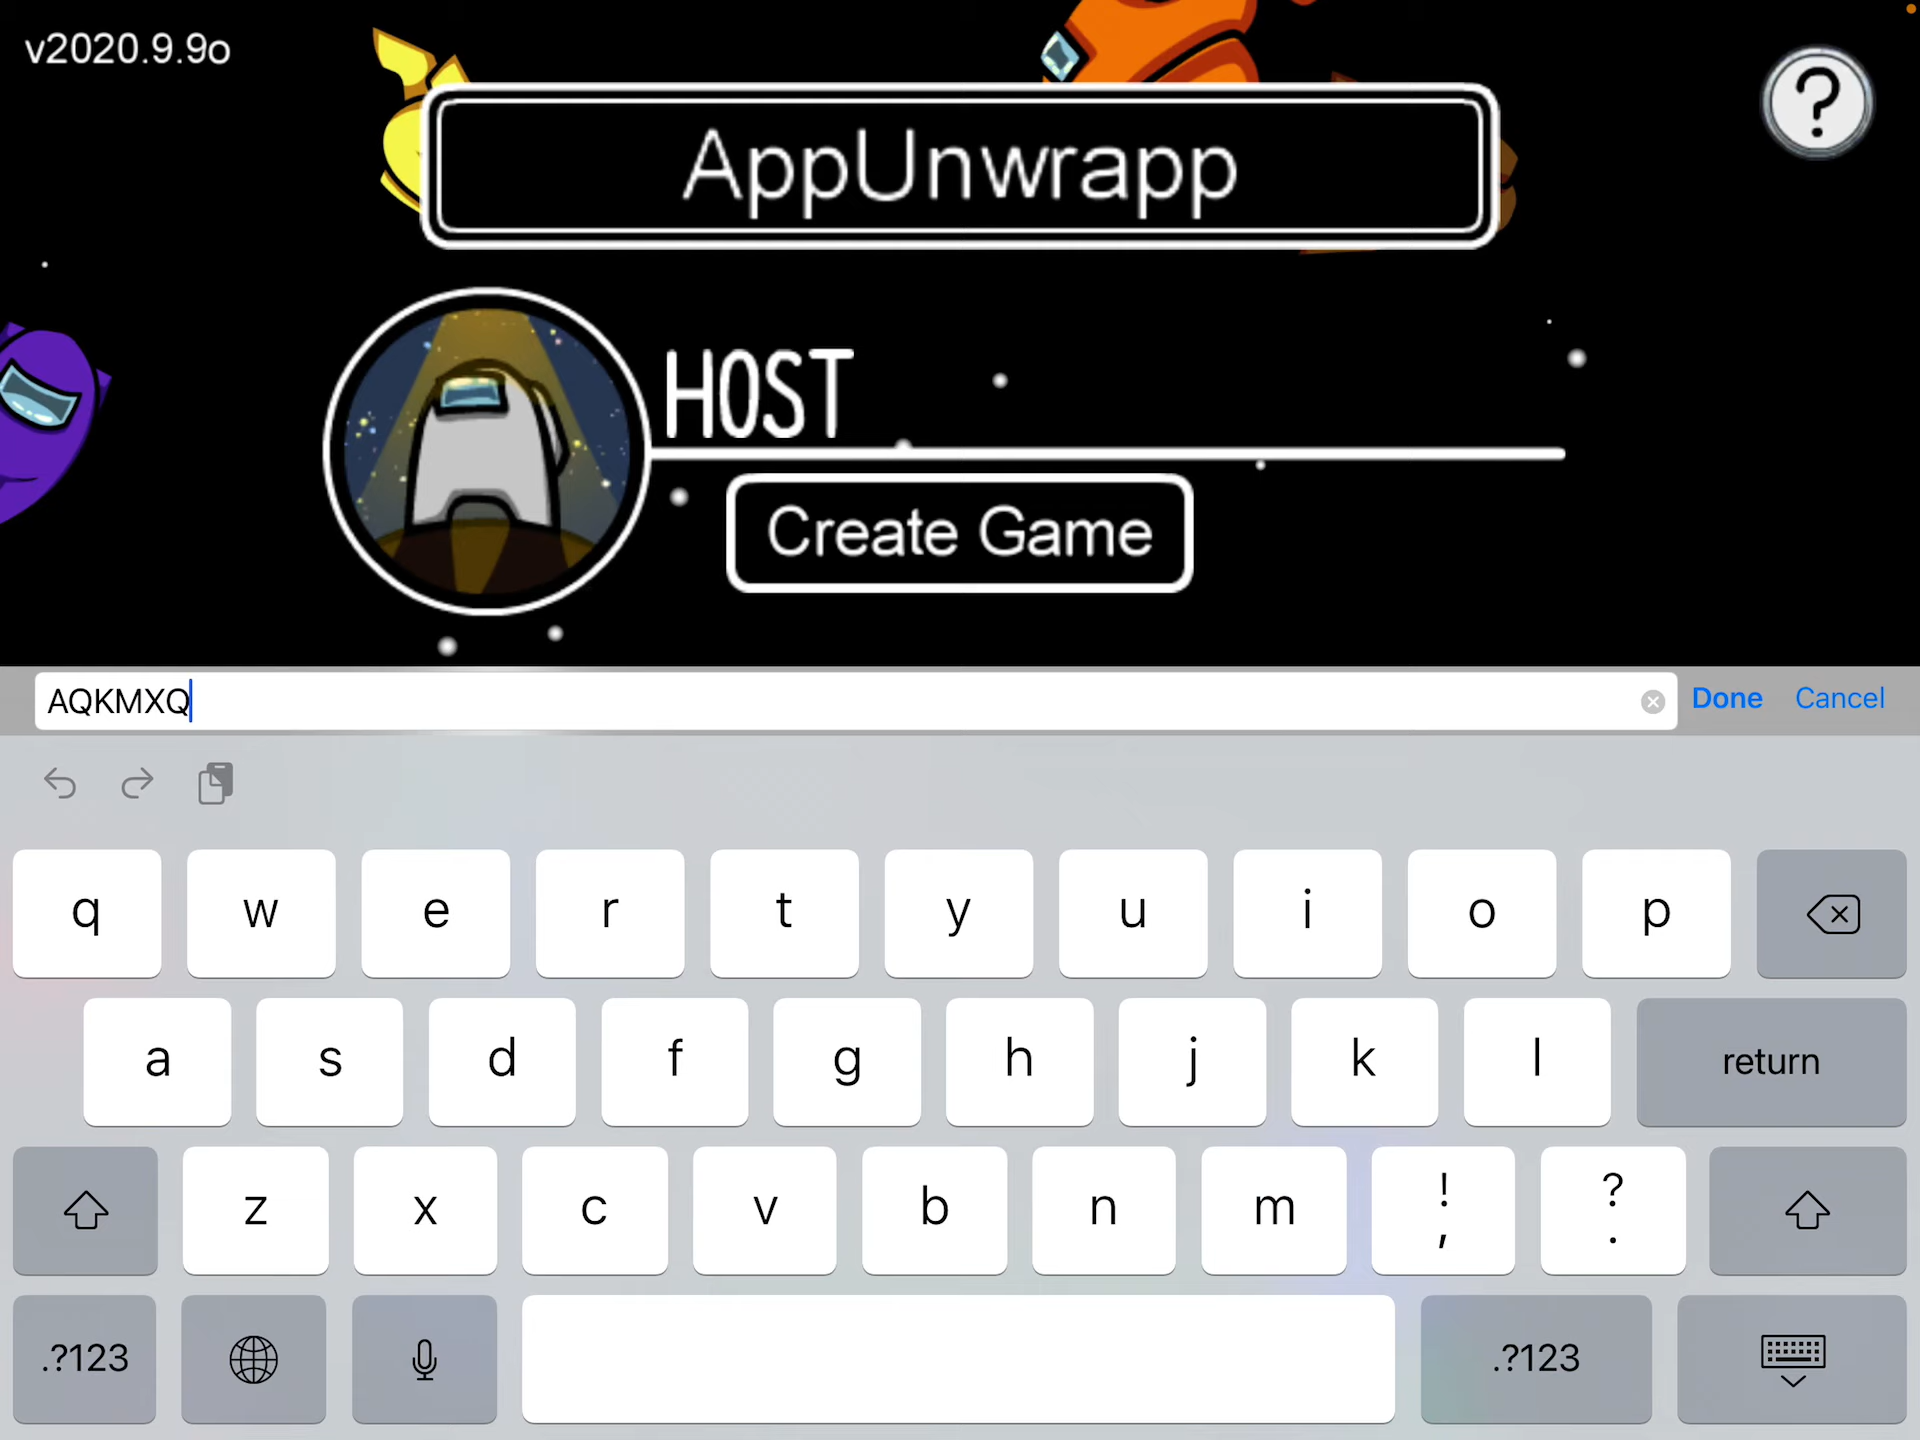 v2020.9.9o
?
AppUnwrapp
HOST
Create Game
AQKMXQ Done Cancel
q w e r t y u i o p
a s d f g h j k l return
z x c v b n m ! , ? .
.?123 .?123